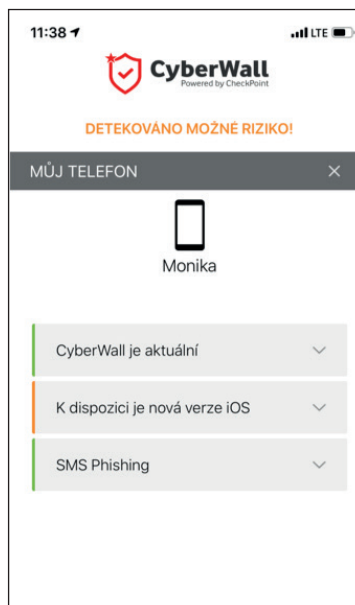 11:38
LTE
CyberWall
Powered by CheckPoint
DETEKOVÁNO MOŽNÉ RIZIKO!
MŮJ TELEFON
Monika
CyberWall je aktuální
K dispozici je nová verze iOS
SMS Phishing